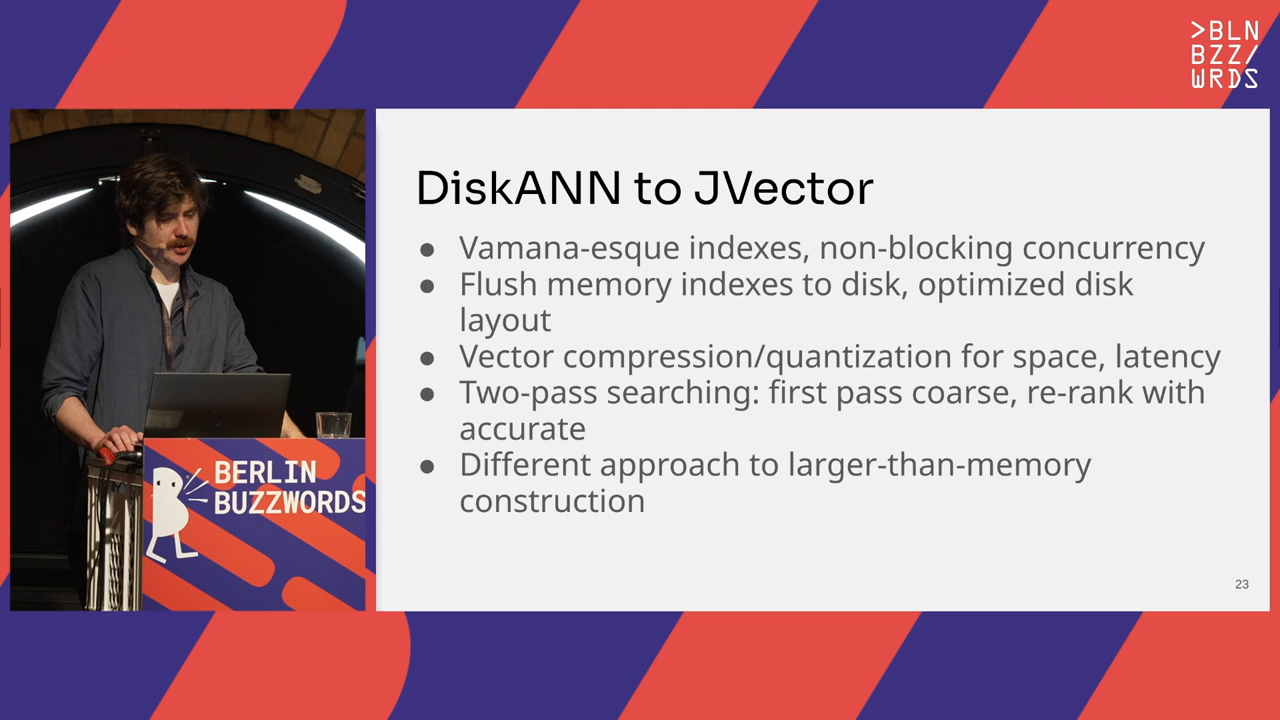 >BLN
BZZ/
WRDS
DiskANN to JVector
● Vamana-esque indexes, non-blocking concurrency
● Flush memory indexes to disk, optimized disk
layout
● Vector compression/quantization for space, latency
● Two-pass searching: first pass coarse, re-rank with
accurate
● Different approach to larger-than-memory
construction
23
BERLIN
BUZZWORDS